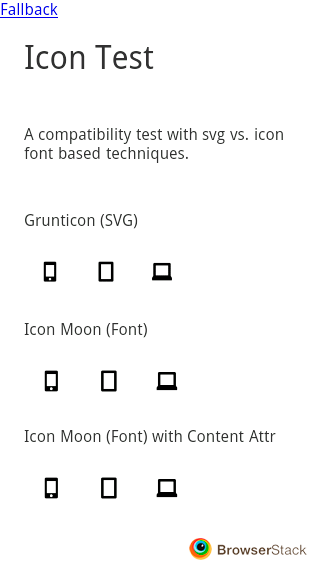 Fallback
Icon Test
A compatibility test with svg vs. icon
font based techniques.
Grunticon (SVG)
Icon Moon (Font)
Icon Moon (Font) with Content Attr
BrowserStack